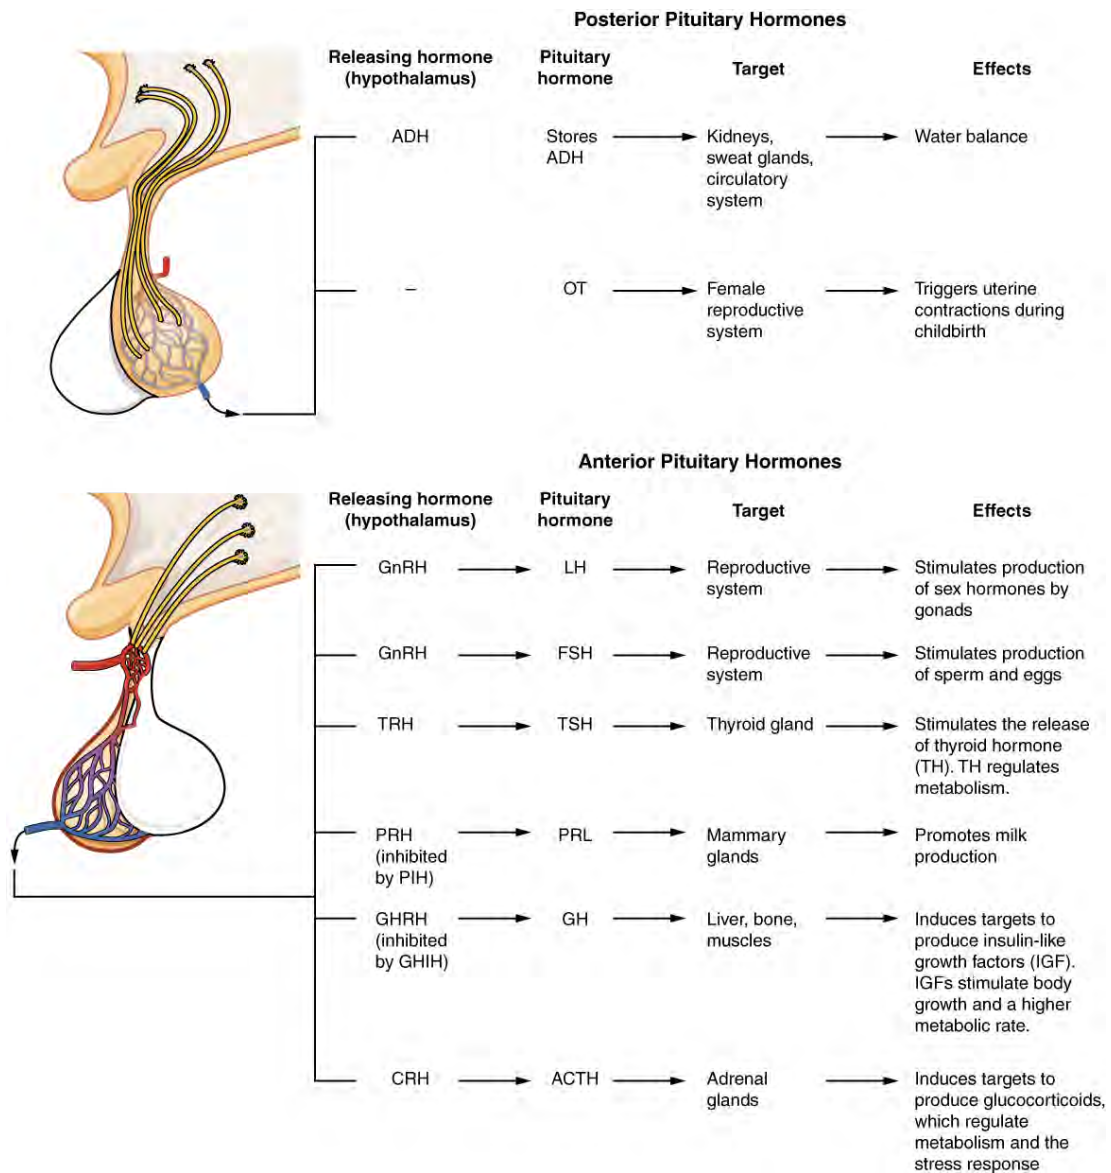 Posterior Pituitary Hormones
Releasing hormone
(hypothalamus)
Pituitary
hormone
Target
Effects
ADH
Stores
ADH
Kidneys,
sweat glands,
circulatory
system
Water balance
–
OT
Female
reproductive
system
Triggers uterine
contractions during
childbirth
Anterior Pituitary Hormones
Releasing hormone
(hypothalamus)
Pituitary
hormone
Target
Effects
GnRH
LH
Reproductive
system
Stimulates production
of sex hormones by
gonads
GnRH
FSH
Reproductive
system
Stimulates production
of sperm and eggs
TRH
TSH
Thyroid gland
Stimulates the release
of thyroid hormone
(TH). TH regulates
metabolism.
PRH
(inhibited
by PIH)
PRL
Mammary
glands
Promotes milk
production
GHRH
(inhibited
by GHIH)
GH
Liver, bone,
muscles
Induces targets to
produce insulin-like
growth factors (IGF).
IGFs stimulate body
growth and a higher
metabolic rate.
CRH
ACTH
Adrenal
glands
Induces targets to
produce glucocorticoids,
which regulate
metabolism and the
stress response